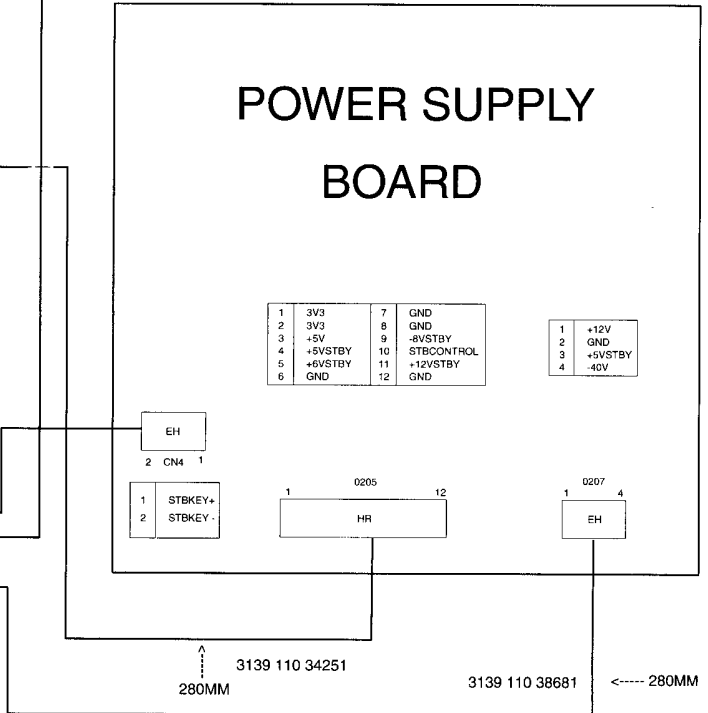 POWER SUPPLY
BOARD
1 3V3 7 GND
2 3V3 8 GND
3 +5V 9 -8VSTBY
4 +5VSTBY 10 STBCONTROL
5 +6VSTBY 11 +12VSTBY
6 GND 12 GND
1 +12V
2 GND
3 +5VSTBY
4 -40V
EH
2 CN4 1
1 STBKEY+
2 STBKEY-
0205
1 12
HR
0207
1 4
EH
3139 110 34251
280MM
3139 110 38681 <----- 280MM